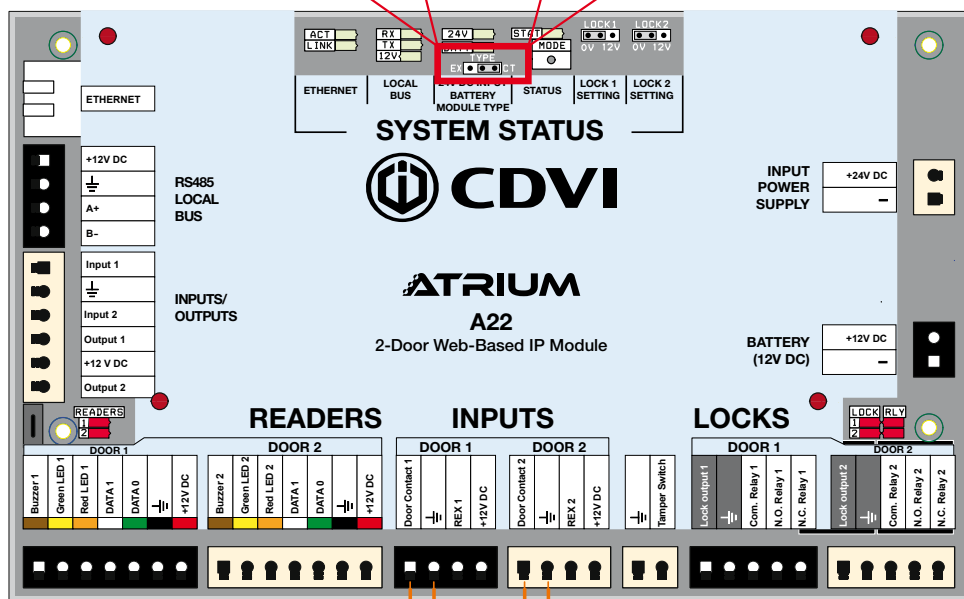 ACT
LINK
RX
TX
12V
24V
STAT
MODE
LOCK1
LOCK2
0V 12V
0V 12V
TYPE
EX
CT
ETHERNET
LOCAL
BUS
BATTERY
MODULE TYPE
STATUS
LOCK 1
SETTING
LOCK 2
SETTING
SYSTEM STATUS
CDVI
ATRIUM
A22
2-Door Web-Based IP Module
ETHERNET
+12V DC
A+
B-
RS485
LOCAL
BUS
Input 1
Input 2
Output 1
+12 V DC
Output 2
INPUTS/
OUTPUTS
INPUT
POWER
SUPPLY
+24V DC
–
BATTERY
(12V DC)
+12V DC
–
READERS
1
2
LOCK RLY
1
2
READERS
INPUTS
LOCKS
DOOR 1
DOOR 2
DOOR 1
DOOR 2
DOOR 1
DOOR 2
Buzzer 1
Green LED 1
Red LED 1
DATA 1
DATA 0
+12V DC
Buzzer 2
Green LED 2
Red LED 2
DATA 1
DATA 0
+12V DC
Door Contact 1
REX 1
+12V DC
Door Contact 2
REX 2
+12V DC
Tamper Switch
Lock output 1
Com. Relay 1
N.O. Relay 1
N.C. Relay 1
Lock output 2
Com. Relay 2
N.O. Relay 2
N.C. Relay 2